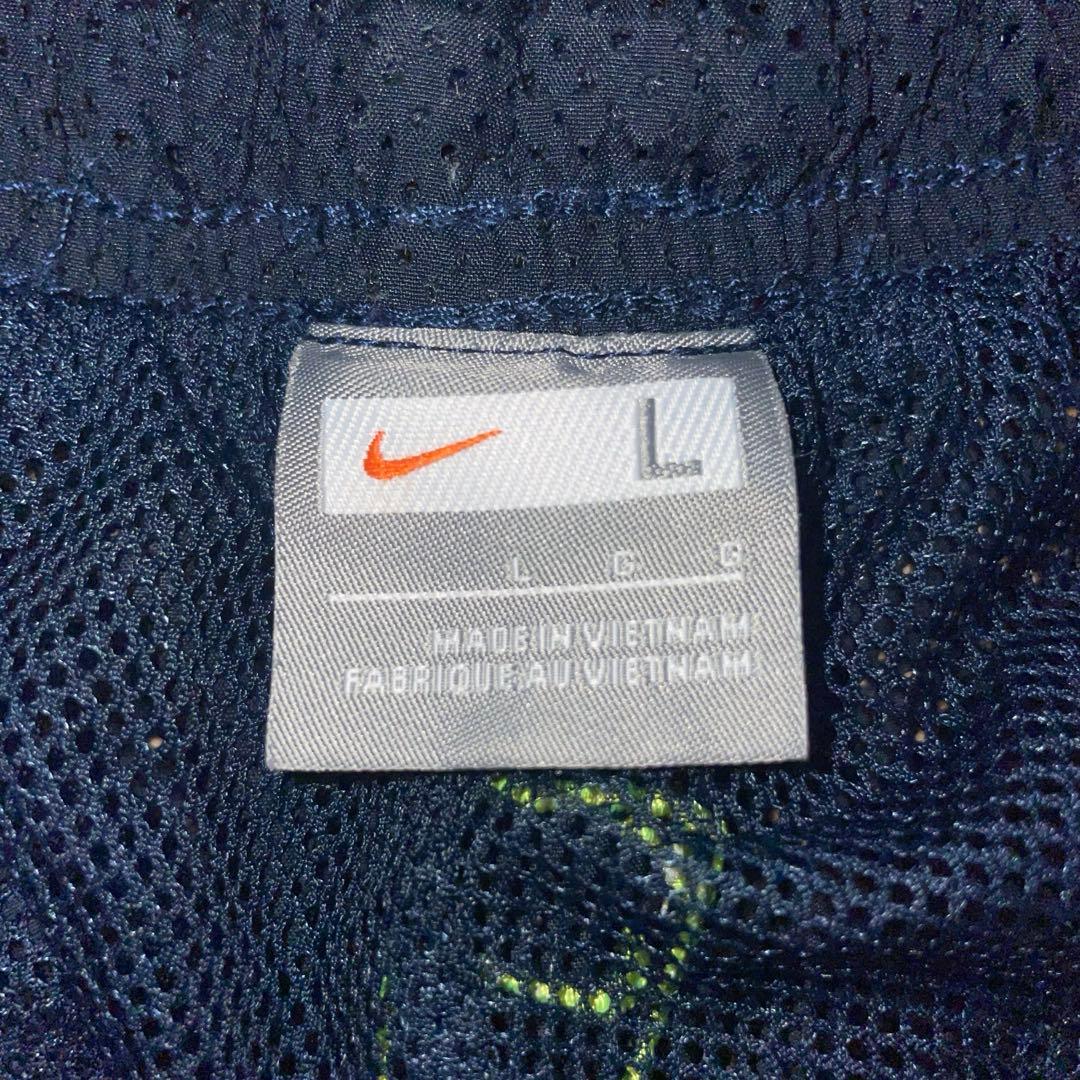 L
L G G
MADE IN VIETNAM
FABRIQUE AU VIETNAM